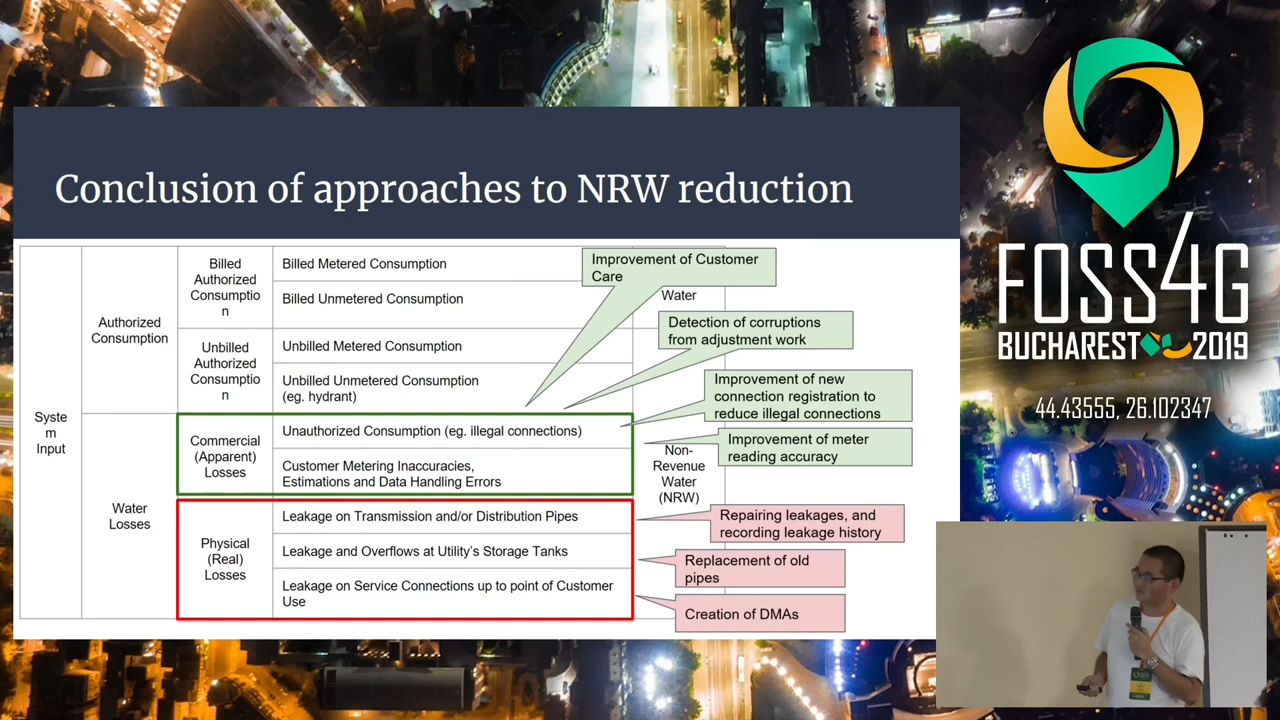 Conclusion of approaches to NRW reduction
Syste
m
Input
Authorized
Consumption
Billed
Authorized
Consumptio
n
Billed Metered Consumption
Billed Unmetered Consumption
Water
Unbilled
Authorized
Consumptio
n
Unbilled Metered Consumption
Unbilled Unmetered Consumption
(eg. hydrant)
Water
Losses
Commercial
(Apparent)
Losses
Unauthorized Consumption (eg. illegal connections)
Customer Metering Inaccuracies,
Estimations and Data Handling Errors
Non-
Revenue
Water
(NRW)
Physical
(Real)
Losses
Leakage on Transmission and/or Distribution Pipes
Leakage and Overflows at Utility's Storage Tanks
Leakage on Service Connections up to point of Customer
Use
Improvement of Customer
Care
Detection of corruptions
from adjustment work
Improvement of new
connection registration to
reduce illegal connections
Improvement of meter
reading accuracy
Repairing leakages, and
recording leakage history
Replacement of old
pipes
Creation of DMAs
FOSS4G
BUCHAREST 2019
44.43555, 26.102347